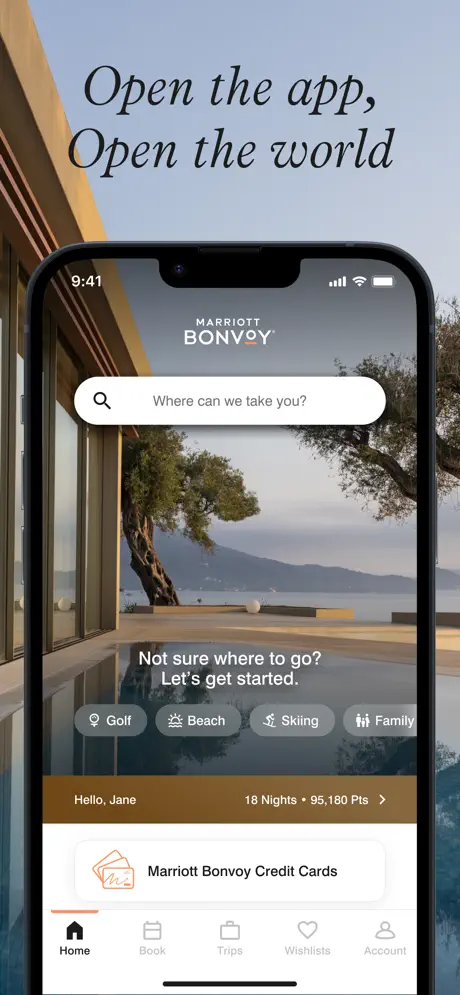 Open the app,
Open the world
9:41
MARRIOTT
BONVOY
Where can we take you?
Not sure where to go?
Let's get started.
Golf
Beach
Skiing
Family
Hello, Jane
18 Nights • 95,180 Pts
Marriott Bonvoy Credit Cards
Home
Book
Trips
Wishlists
Account